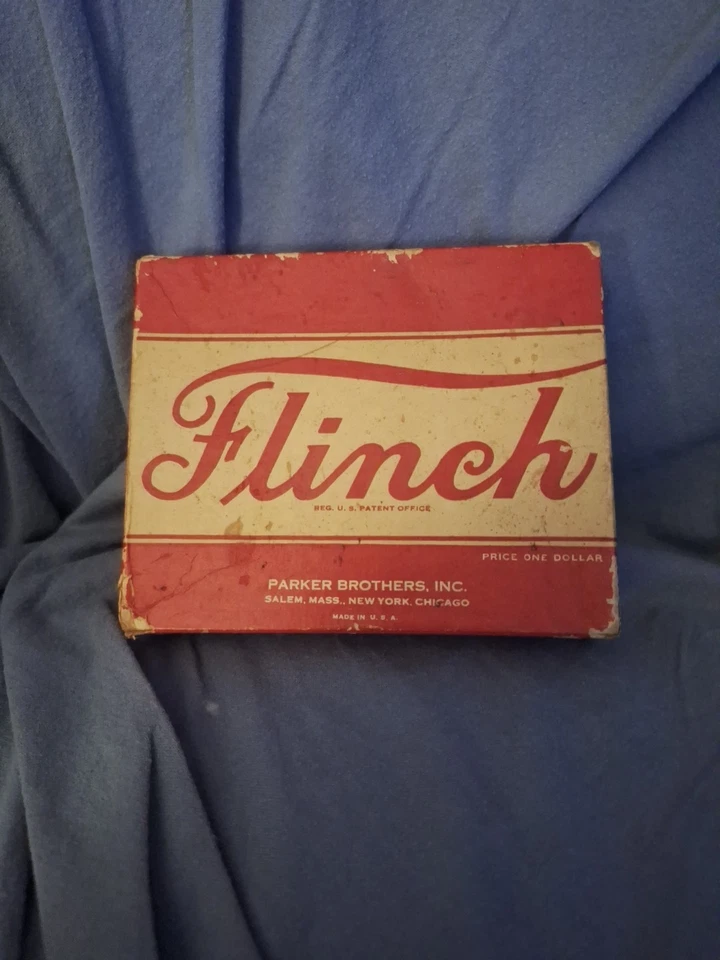 Flinch
REG. U. S. PATENT OFFICE
PRICE ONE DOLLAR
PARKER BROTHERS, INC.
SALEM, MASS., NEW YORK, CHICAGO
MADE IN U. S. A.